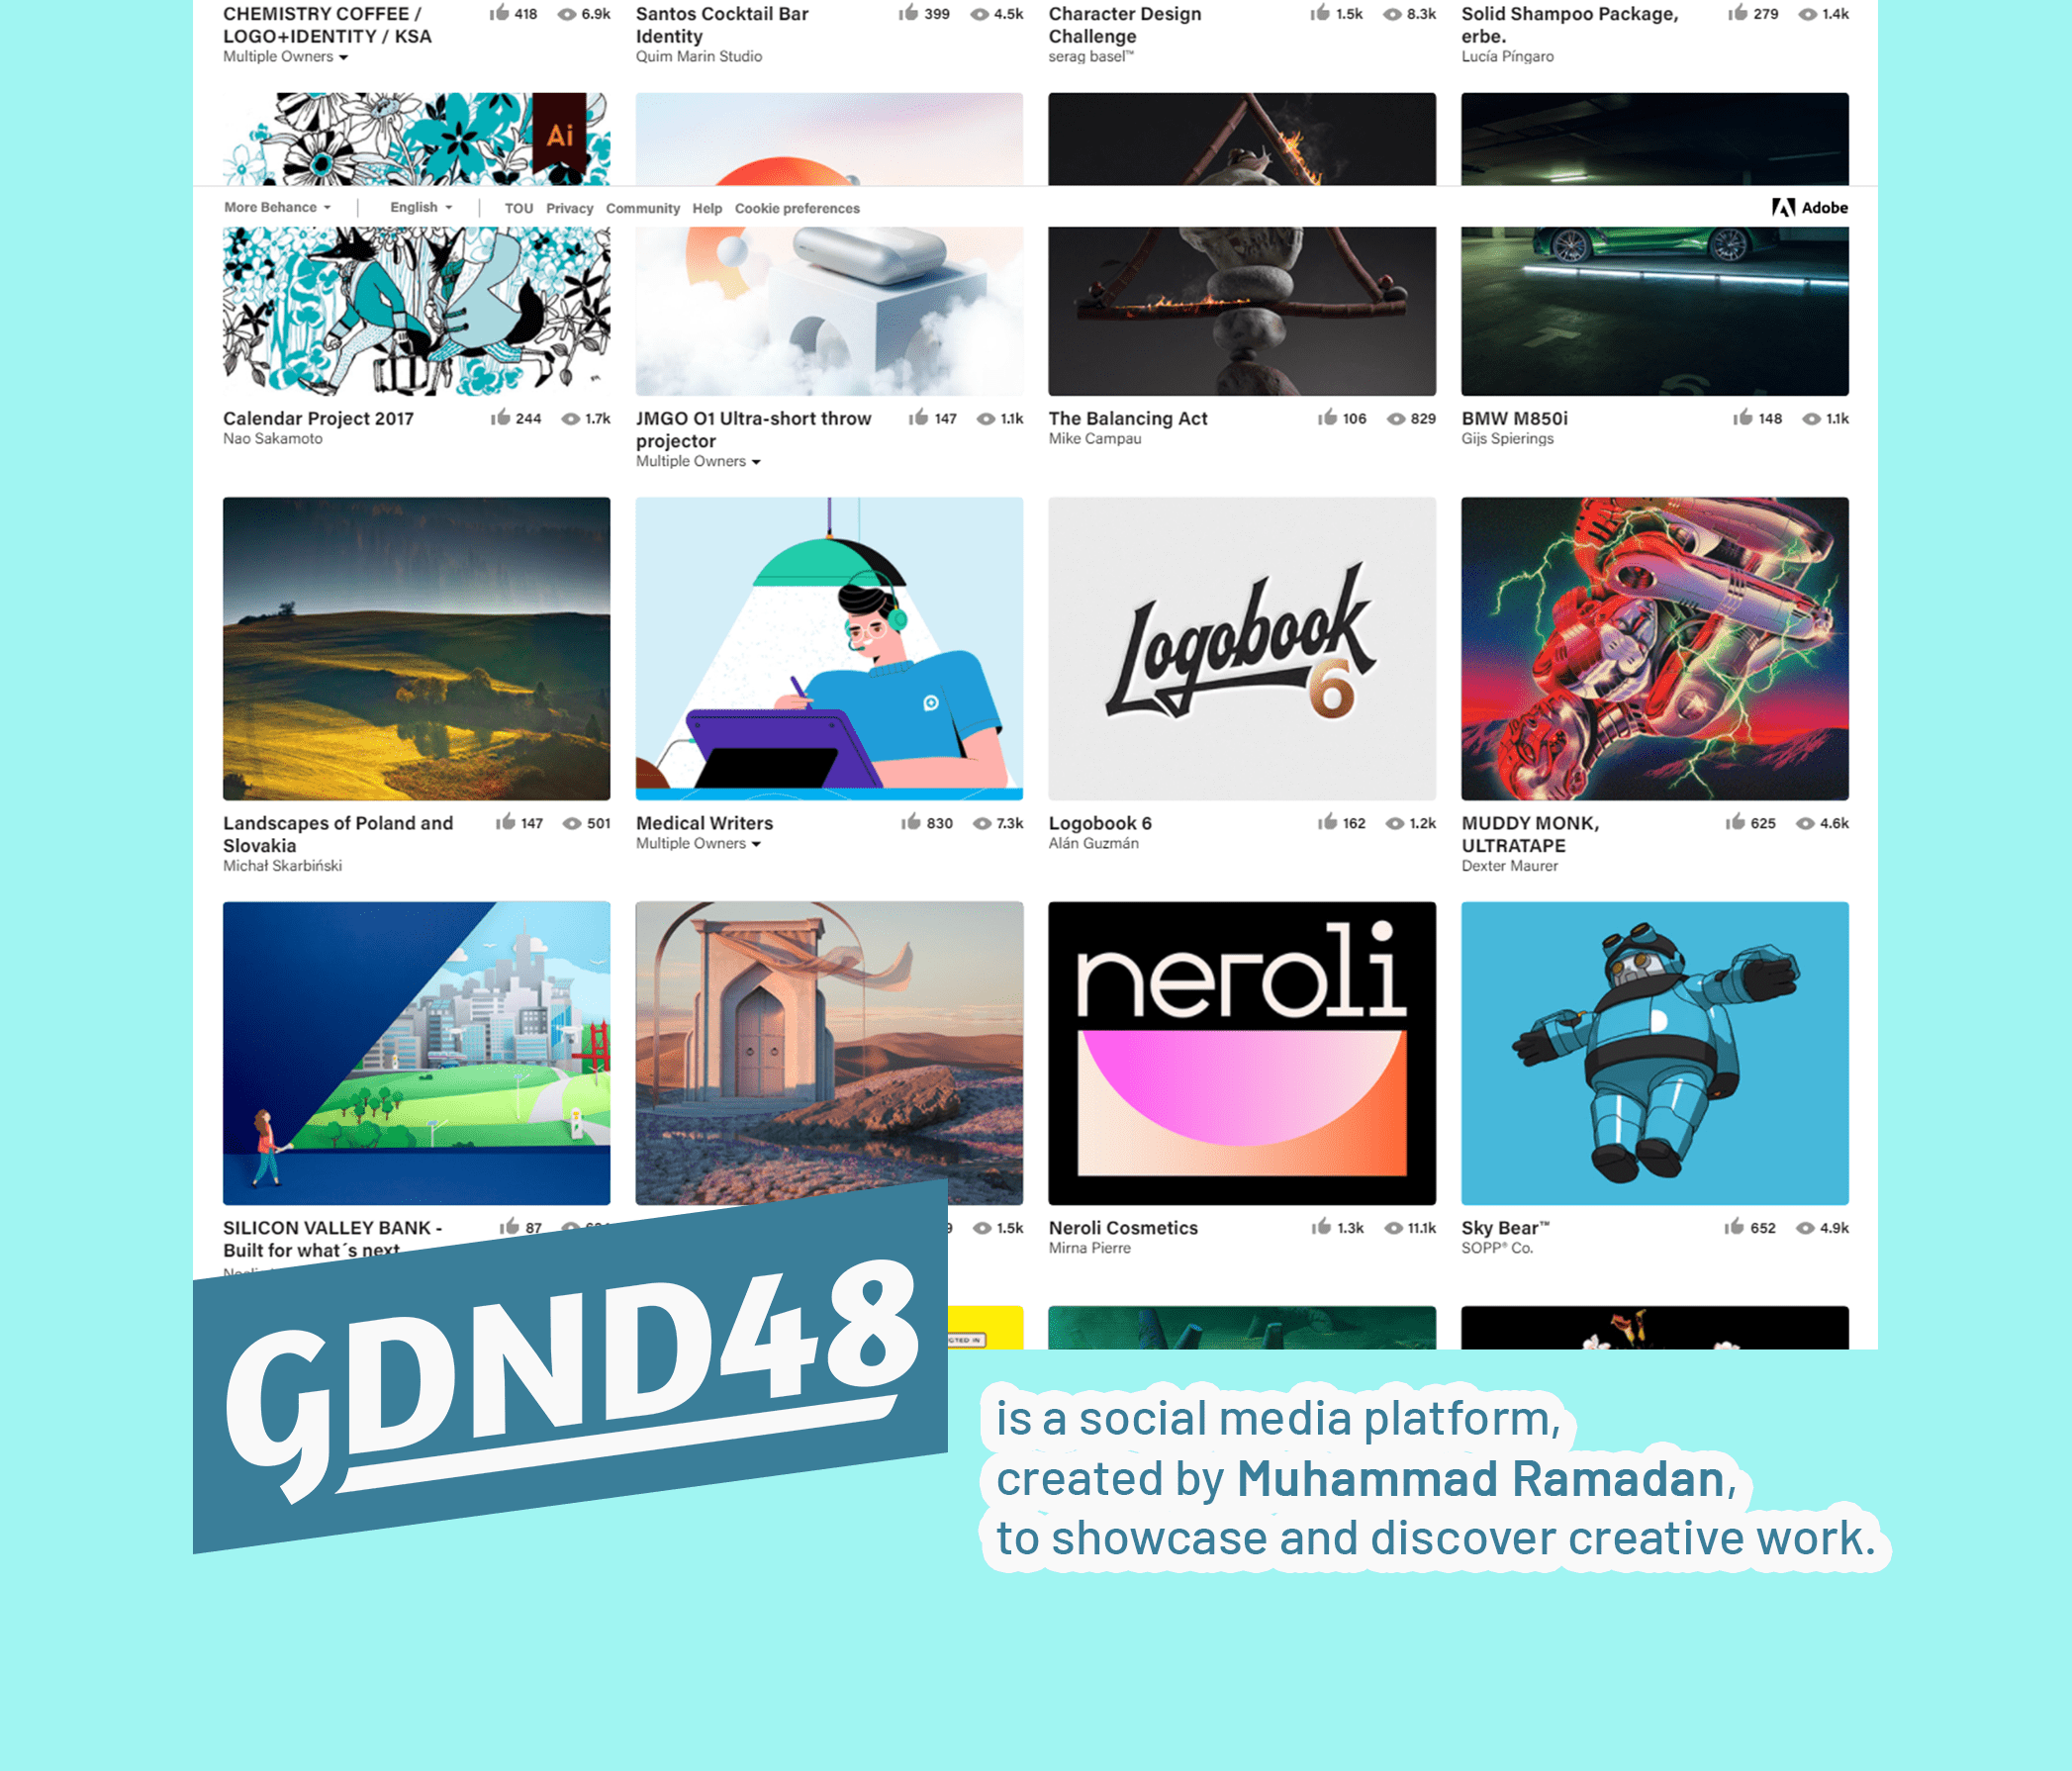 CHEMISTRY COFFEE / 418 6.9k
LOGO+IDENTITY / KSA
Multiple Owners
Santos Cocktail Bar 399 4.5k
Identity
Quim Marin Studio
Character Design 1.5k 8.3k
Challenge
serag basel™
Solid Shampoo Package, 279 1.4k
erbe.
Lucía Píngaro
Ai
More Behance English TOU Privacy Community Help Cookie preferences Adobe
Calendar Project 2017 244 1.7k
Nao Sakamoto
JMGO O1 Ultra-short throw 147 1.1k
projector
Multiple Owners
The Balancing Act 106 829
Mike Campau
BMW M850i 148 1.1k
Gijs Spierings
Logobook
6
Landscapes of Poland and 147 501
Slovakia
Michał Skarbiński
Medical Writers 830 7.3k
Multiple Owners
Logobook 6 162 1.2k
Alán Guzmán
MUDDY MONK, 625 4.6k
ULTRATAPE
Dexter Maurer
neroli
SILICON VALLEY BANK - 87
Built for what´s next
1.5k
Neroli Cosmetics 1.3k 11.1k
Mirna Pierre
Sky Bear™ 652 4.9k
SOPP® Co.
GDND48
is a social media platform,
created by Muhammad Ramadan,
to showcase and discover creative work.